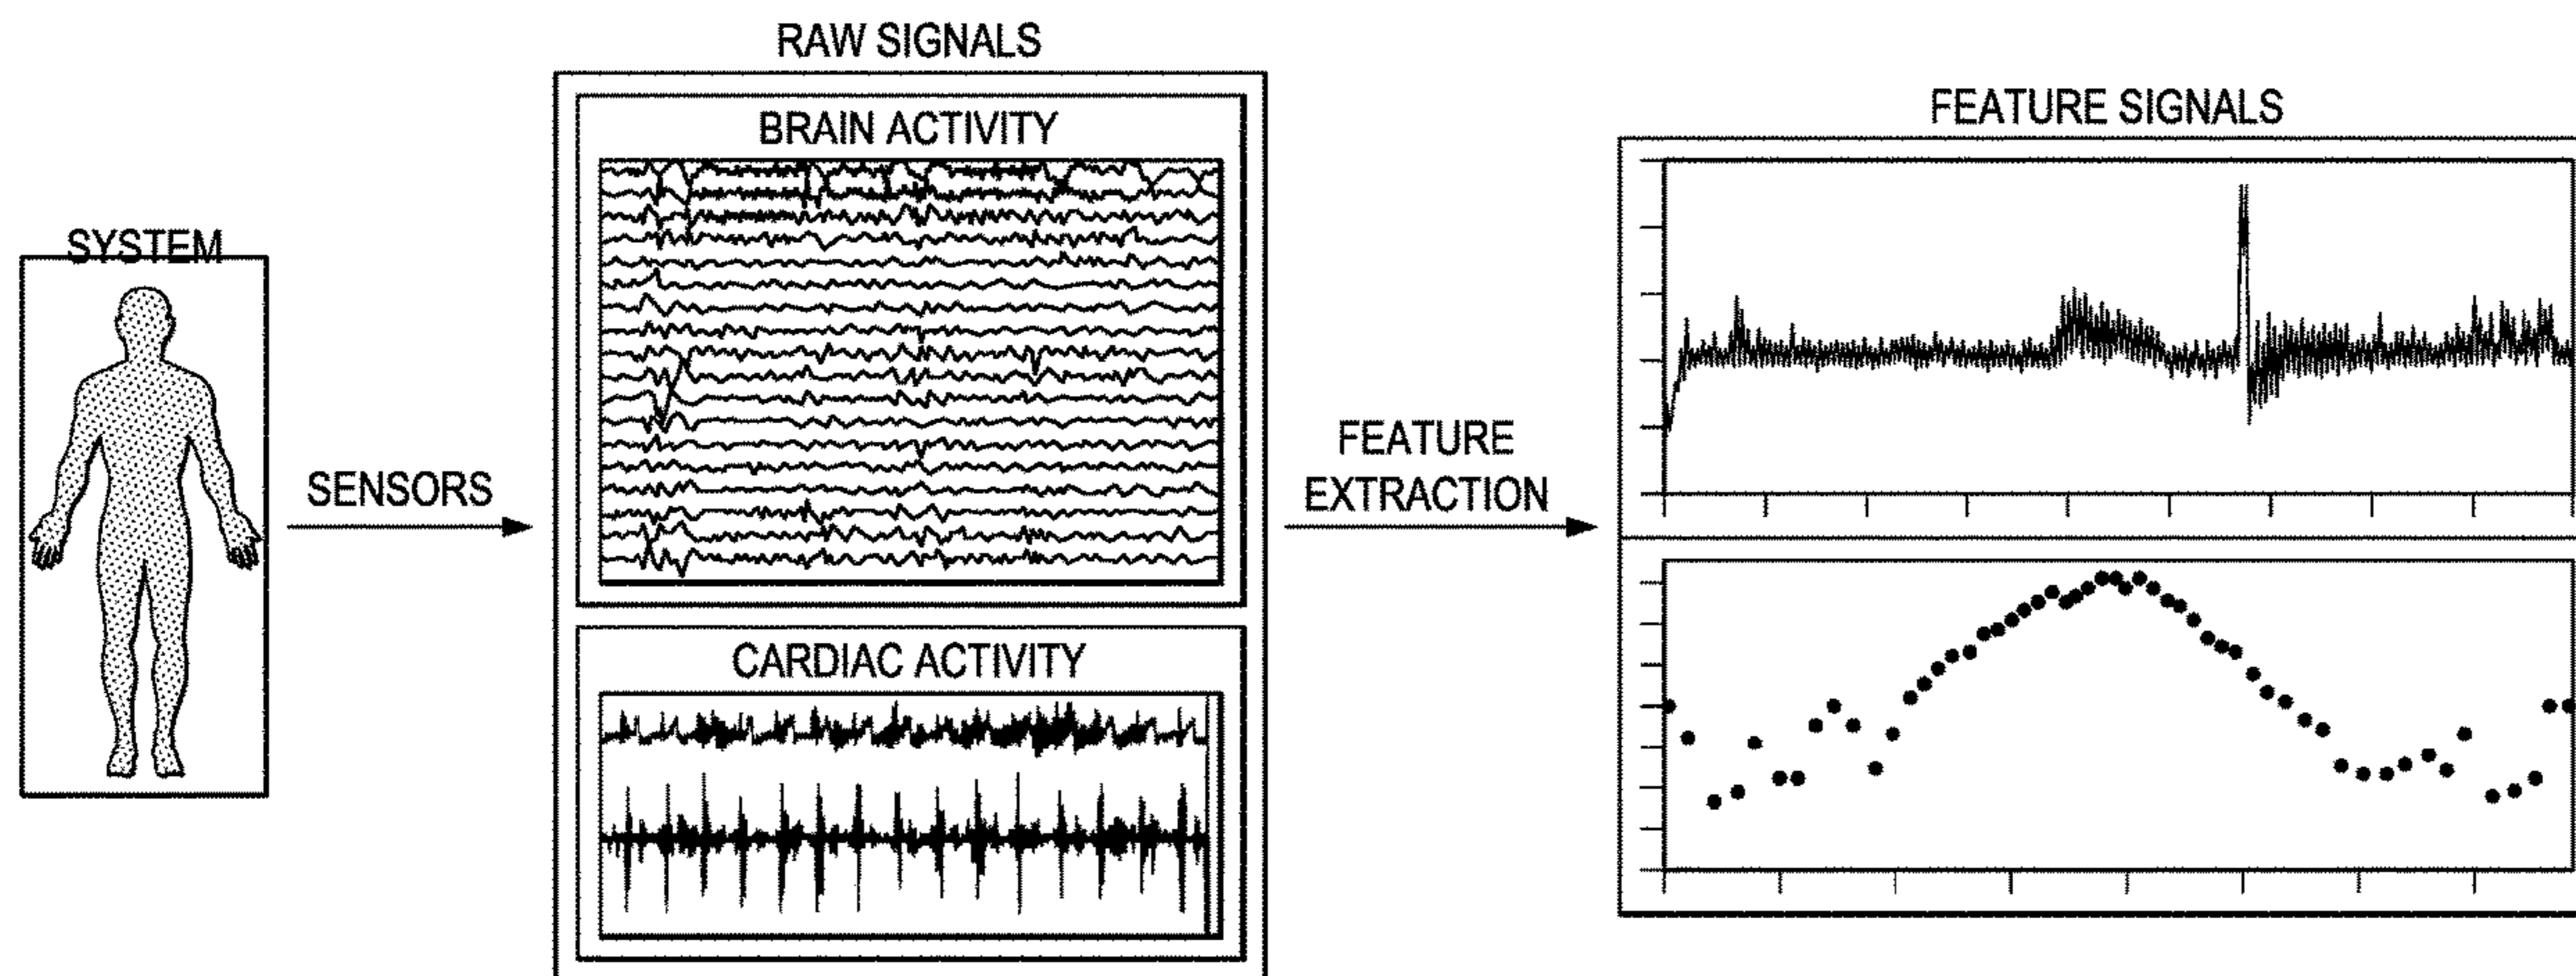 SYSTEM
SENSORS
RAW SIGNALS
BRAIN ACTIVITY
CARDIAC ACTIVITY
FEATURE
EXTRACTION
FEATURE SIGNALS